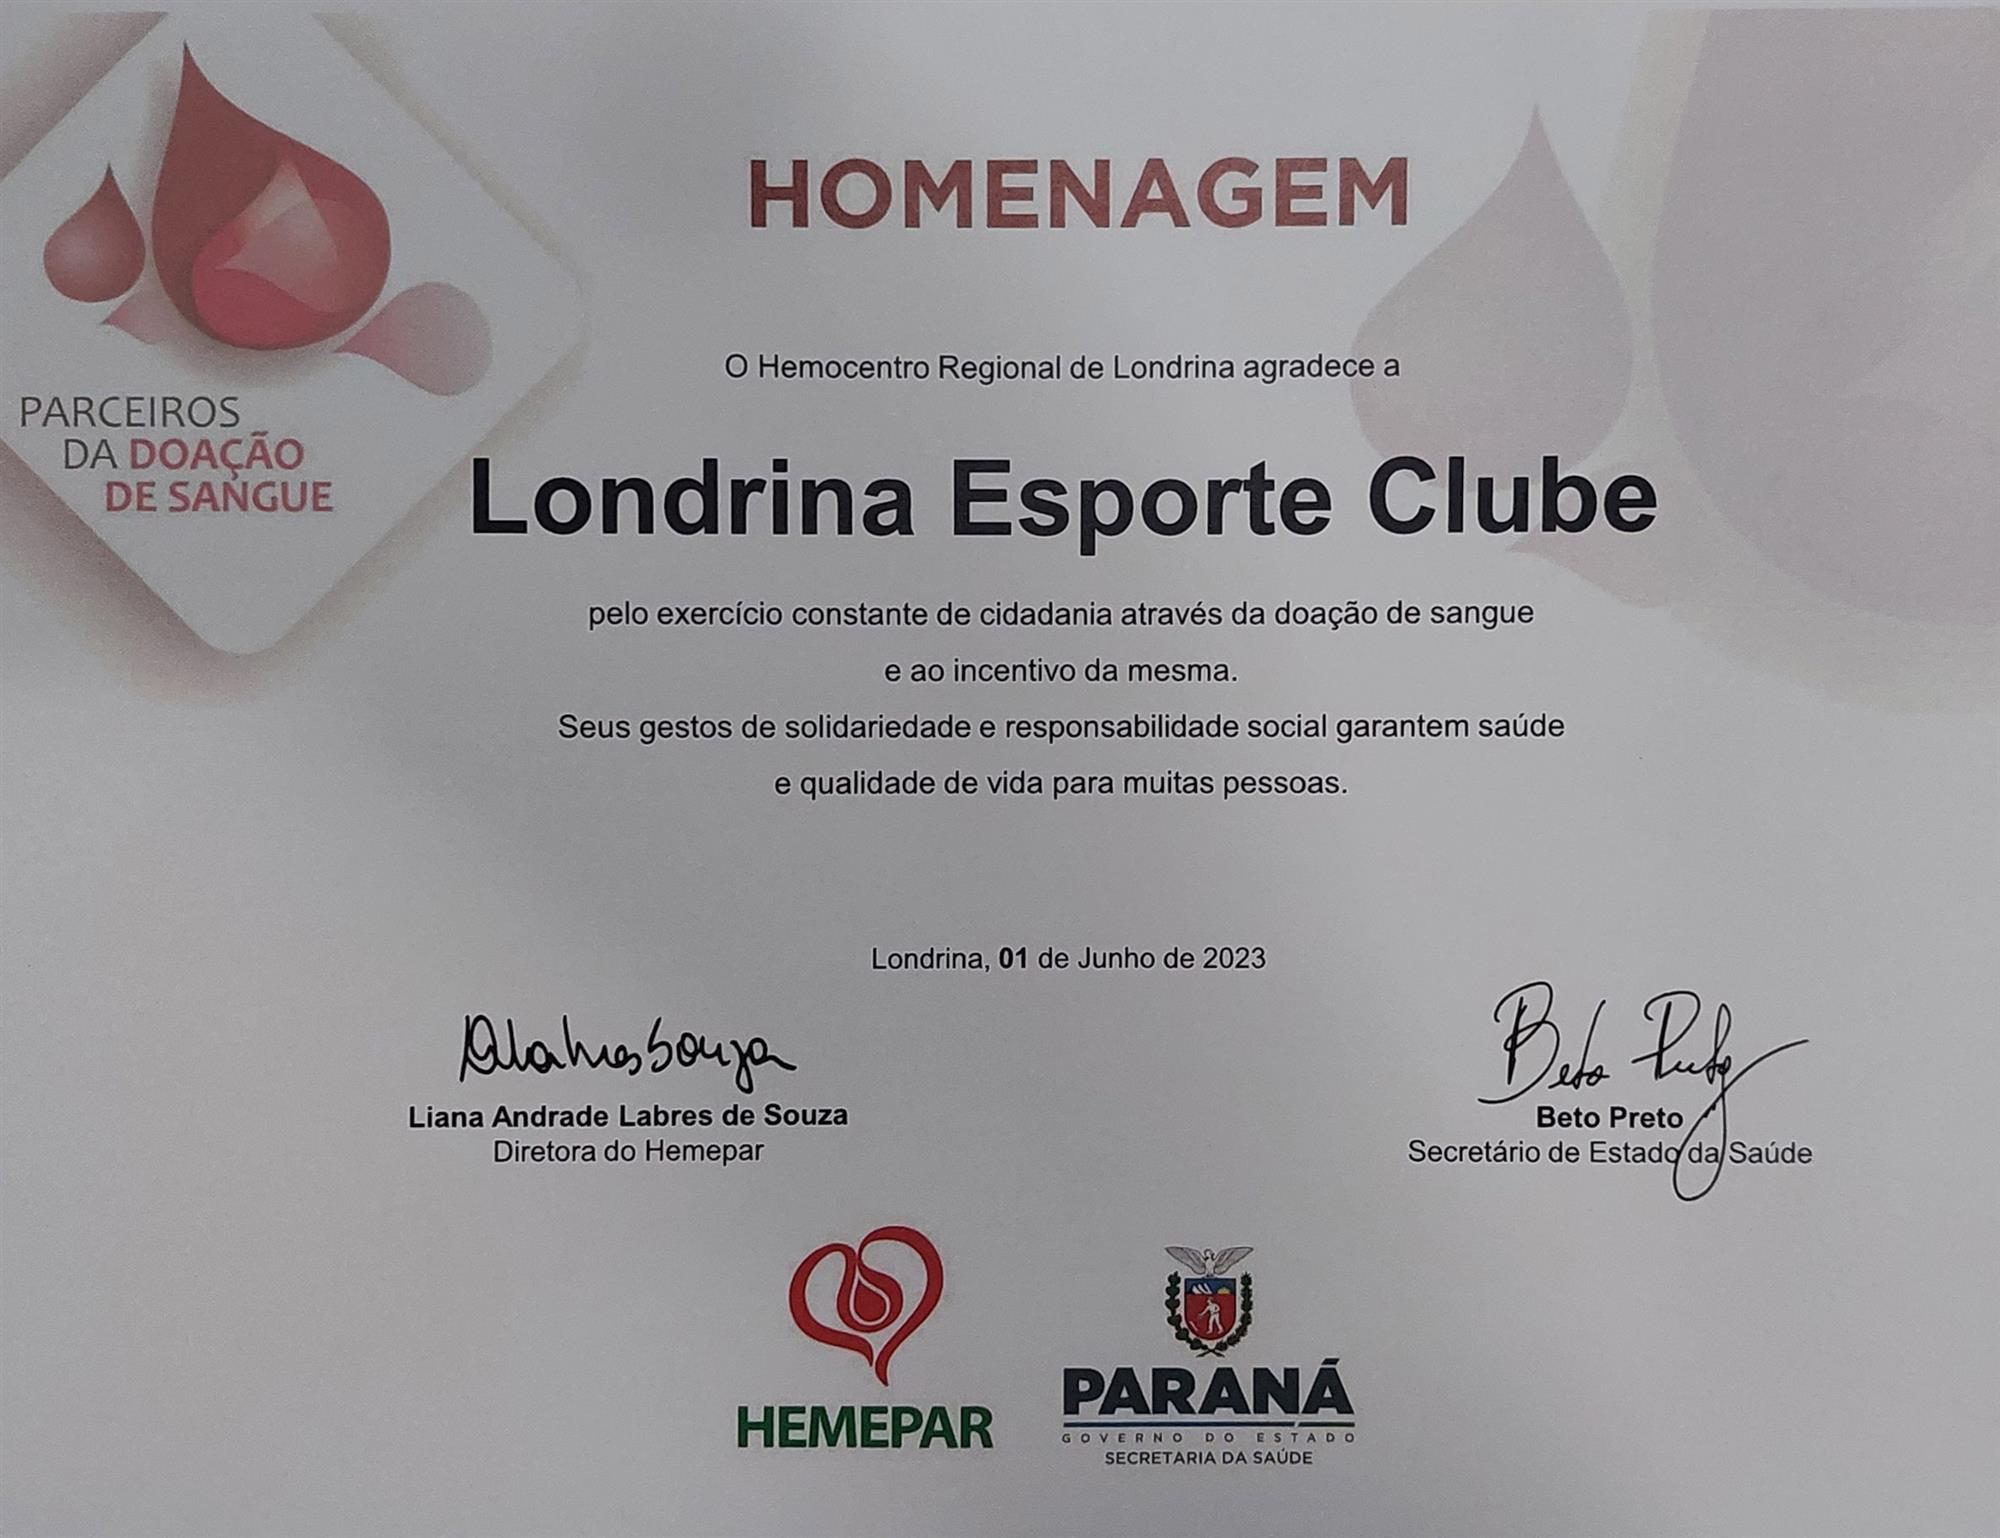 PARCEIROS
DA DOAÇÃO
DE SANGUE
HOMENAGEM
O Hemocentro Regional de Londrina agradece a
Londrina Esporte Clube
pelo exercício constante de cidadania através da doação de sangue
e ao incentivo da mesma.
Seus gestos de solidariedade e responsabilidade social garantem saúde
e qualidade de vida para muitas pessoas.
Londrina, 01 de Junho de 2023
Beto Preto
Liana Andrade Labres de Souza
Diretora do Hemepar
Beto Preto
Secretário de Estado da Saúde
HEMEPAR
PARANÁ
GOVERNO DO ESTADO
SECRETARIA DA SAÚDE